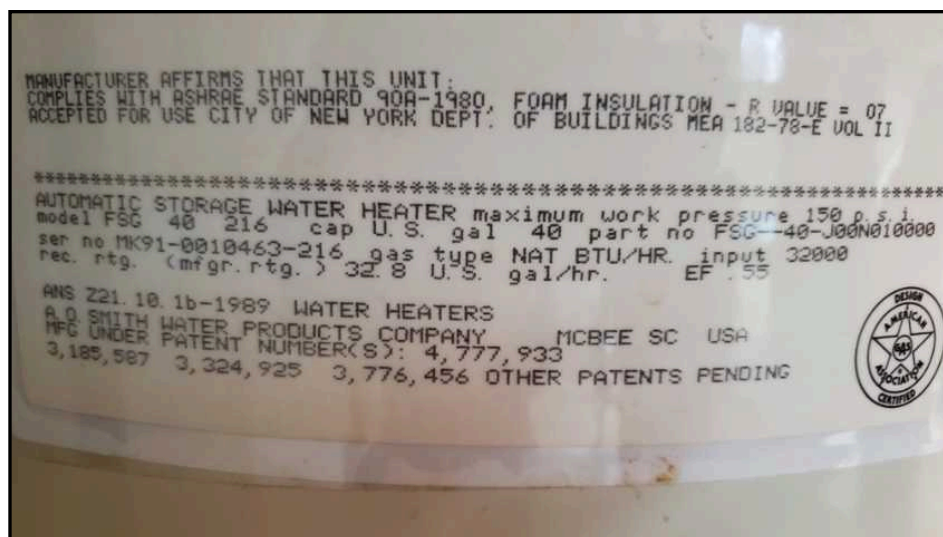 MANUFACTURER AFFIRMS THAT THIS UNIT:
COMPLIES WITH ASHRAE STANDARD 90A-1980, FOAM INSULATION - R VALUE = 07
ACCEPTED FOR USE CITY OF NEW YORK DEPT. OF BUILDINGS MEA 182-78-E VOL II
AUTOMATIC STORAGE WATER HEATER maximum work pressure 150 p.s.i.
model FSG 40 216 cap U.S. gal 40 part no FSG--40-J00N010000
ser no MK91-0010463-216 gas type NAT BTU/HR. input 32000
rec. rtg. (mfgr.rtg.) 32.8 U.S. gal/hr. EF .55
ANS Z21.10.1b-1989 WATER HEATERS
A.O.SMITH WATER PRODUCTS COMPANY MCBEE SC USA
MFG UNDER PATENT NUMBER(S): 4,777,933
3,185,587 3,324,925 3,776,456 OTHER PATENTS PENDING
DESIGN
AMERICAN
GAS
ASSOCIATION
CERTIFIED